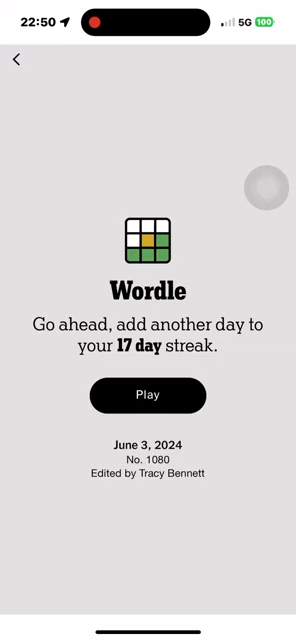 22:50
5G 100
Wordle
Go ahead, add another day to
your 17 day streak.
Play
June 3, 2024
No. 1080
Edited by Tracy Bennett